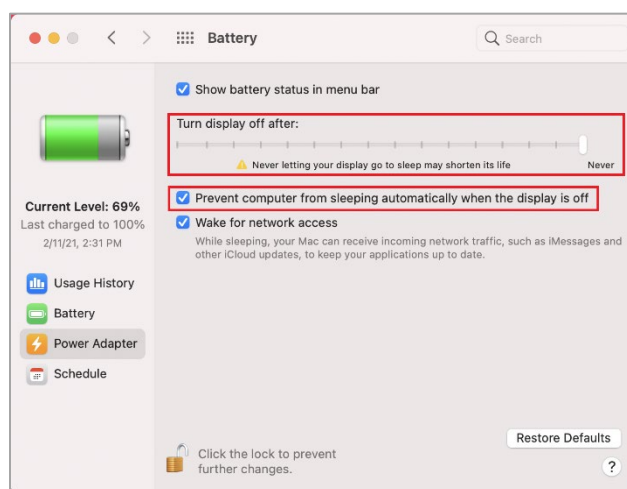 Battery
Search
Show battery status in menu bar
Turn display off after:
Never letting your display go to sleep may shorten its life
Never
Prevent computer from sleeping automatically when the display is off
Wake for network access
While sleeping, your Mac can receive incoming network traffic, such as iMessages and
other iCloud updates, to keep your applications up to date.
Current Level: 69%
Last charged to 100%
2/11/21, 2:31 PM
Usage History
Battery
Power Adapter
Schedule
Click the lock to prevent
further changes.
Restore Defaults
?